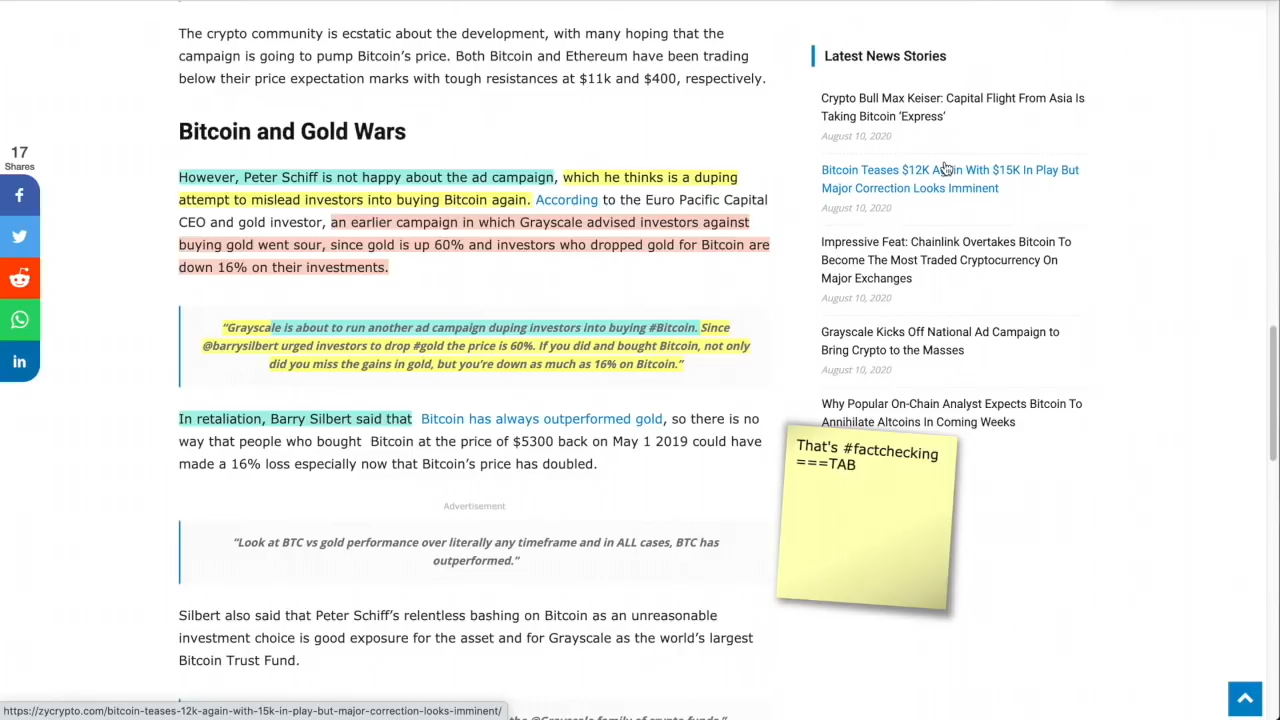 The crypto community is ecstatic about the development, with many hoping that the
campaign is going to pump Bitcoin's price. Both Bitcoin and Ethereum have been trading
below their price expectation marks with tough resistances at $11k and $400, respectively.
Bitcoin and Gold Wars
17
Shares
However, Peter Schiff is not happy about the ad campaign, which he thinks is a duping
attempt to mislead investors into buying Bitcoin again. According to the Euro Pacific Capital
CEO and gold investor, an earlier campaign in which Grayscale advised investors against
buying gold went sour, since gold is up 60% and investors who dropped gold for Bitcoin are
down 16% on their investments.
“Grayscale is about to run another ad campaign duping investors into buying #Bitcoin. Since
@barrysilbert urged investors to drop #gold the price is 60%. If you did and bought Bitcoin, not only
did you miss the gains in gold, but you’re down as much as 16% on Bitcoin.”
In retaliation, Barry Silbert said that Bitcoin has always outperformed gold, so there is no
way that people who bought Bitcoin at the price of $5300 back on May 1 2019 could have
made a 16% loss especially now that Bitcoin’s price has doubled.
Advertisement
“Look at BTC vs gold performance over literally any timeframe and in ALL cases, BTC has
outperformed.”
Silbert also said that Peter Schiff’s relentless bashing on Bitcoin as an unreasonable
investment choice is good exposure for the asset and for Grayscale as the world’s largest
Bitcoin Trust Fund.
the @Grayscale family of crypto funds.”
https://zycrypto.com/bitcoin-teases-12k-again-with-15k-in-play-but-major-correction-looks-imminent/
Latest News Stories
Crypto Bull Max Keiser: Capital Flight From Asia Is
Taking Bitcoin ‘Express’
August 10, 2020
Bitcoin Teases $12K Again With $15K In Play But
Major Correction Looks Imminent
August 10, 2020
Impressive Feat: Chainlink Overtakes Bitcoin To
Become The Most Traded Cryptocurrency On
Major Exchanges
August 10, 2020
Grayscale Kicks Off National Ad Campaign to
Bring Crypto to the Masses
August 10, 2020
Why Popular On-Chain Analyst Expects Bitcoin To
Annihilate Altcoins In Coming Weeks
That's #factchecking
===TAB